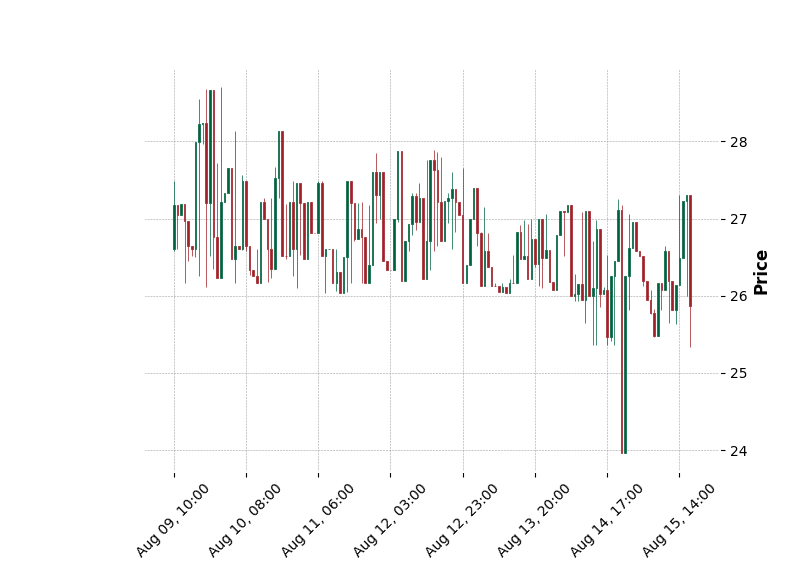 28
27
26
25
24
Price
Aug 09, 10:00
Aug 10, 08:00
Aug 11, 06:00
Aug 12, 03:00
Aug 12, 23:00
Aug 13, 20:00
Aug 14, 17:00
Aug 15, 14:00